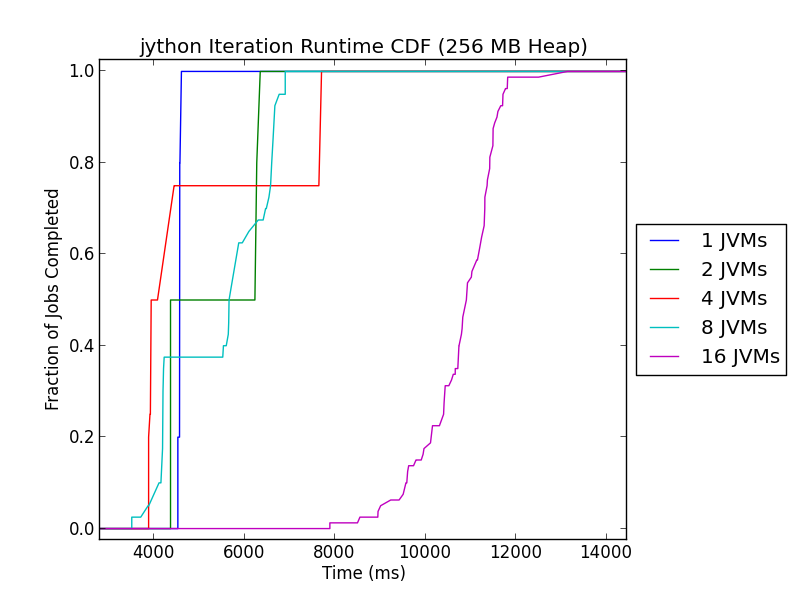 jython Iteration Runtime CDF (256 MB Heap)
Fraction of Jobs Completed
1.0
0.8
0.6
0.4
0.2
0.0
4000 6000 8000 10000 12000 14000
Time (ms)
1 JVMs
2 JVMs
4 JVMs
8 JVMs
16 JVMs